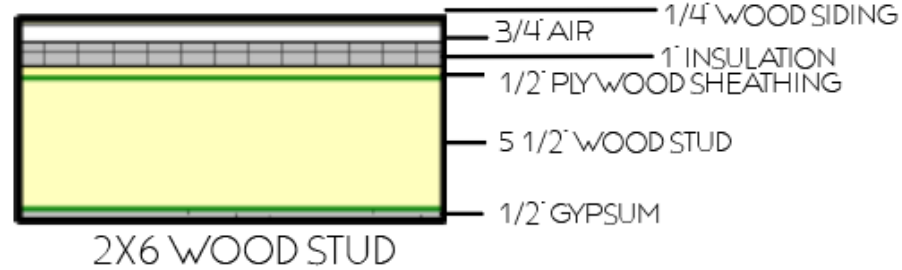 1/4" WOOD SIDING
3/4" AIR
1" INSULATION
1/2" PLYWOOD SHEATHING
5 1/2" WOOD STUD
1/2" GYPSUM
2X6 WOOD STUD